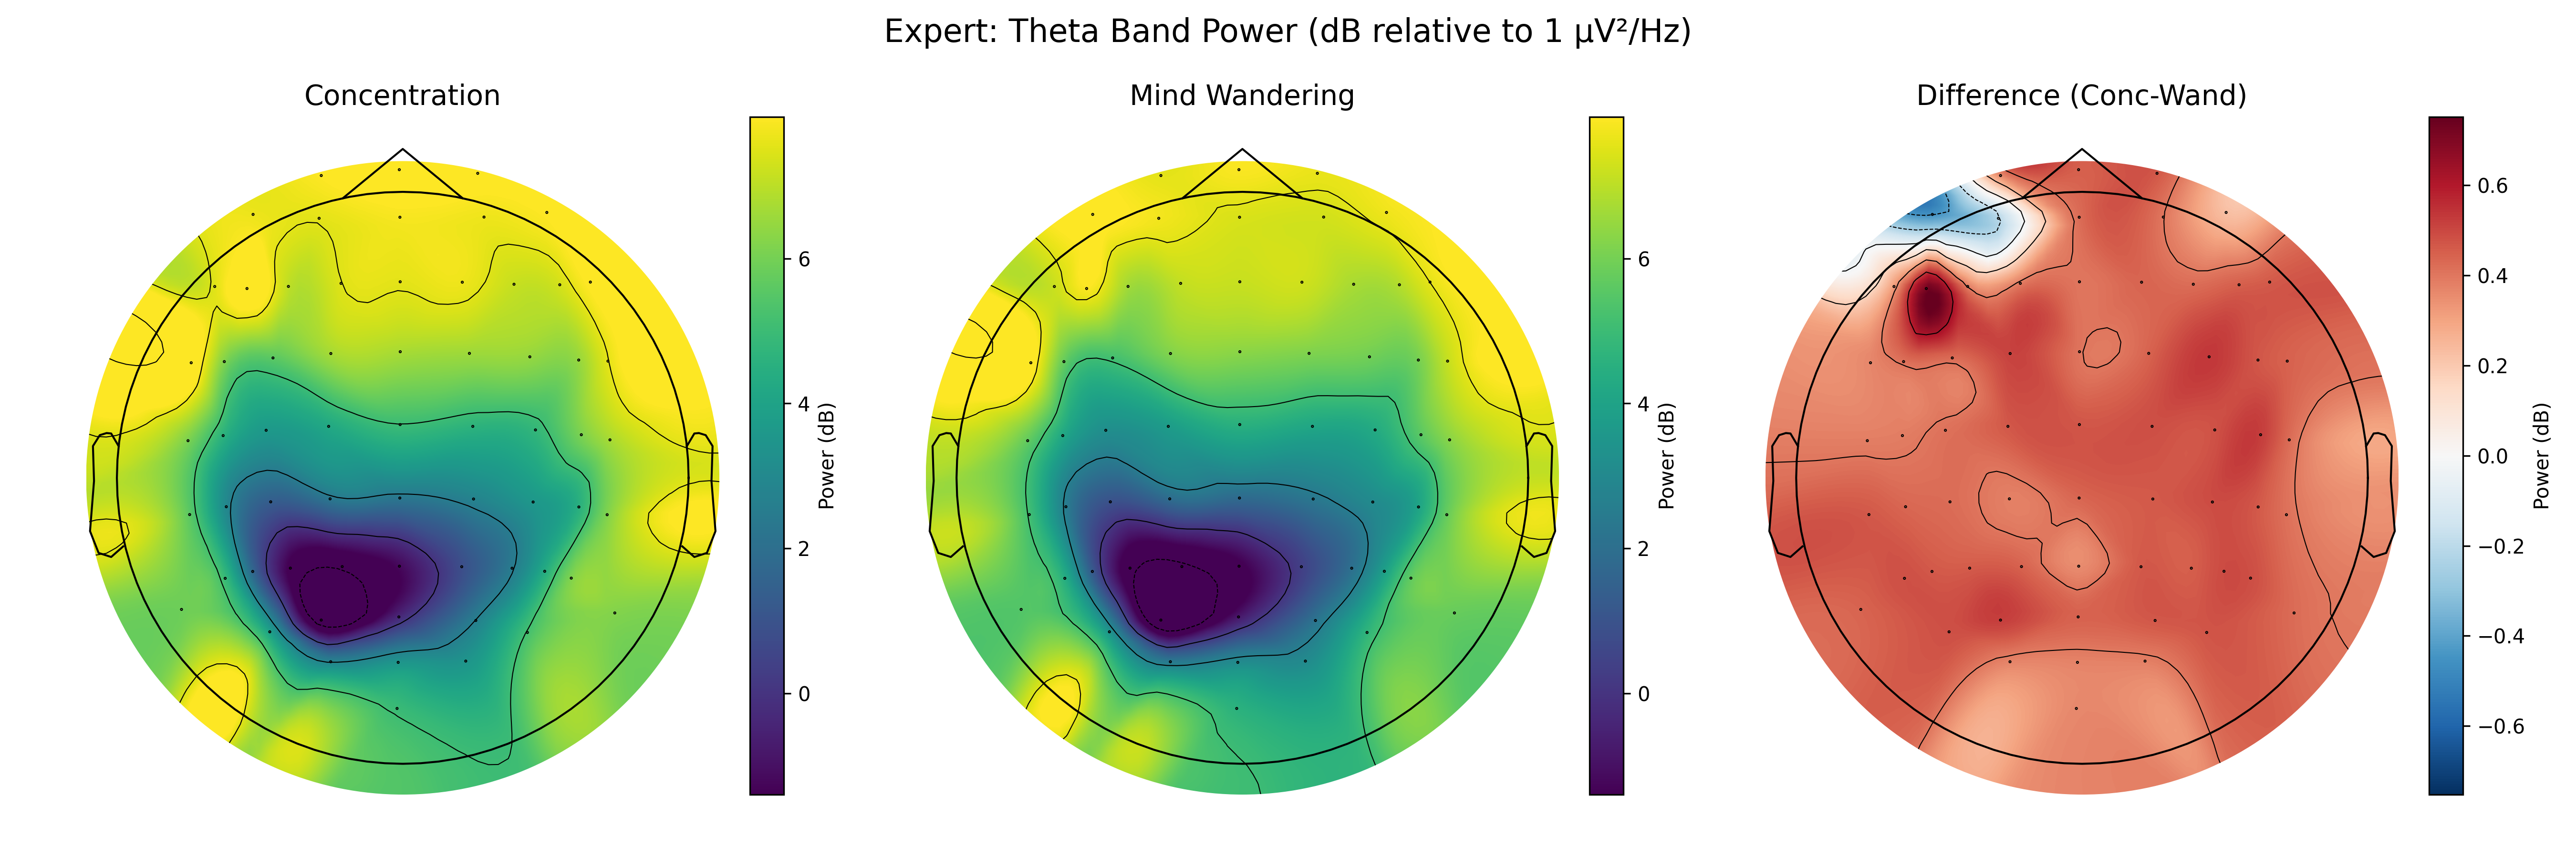 Expert: Theta Band Power (dB relative to 1 μV²/Hz)
Concentration
Mind Wandering
Difference (Conc-Wand)
6
4
2
0
Power (dB)
6
4
2
0
Power (dB)
0.6
0.4
0.2
0.0
−0.2
−0.4
−0.6
Power (dB)